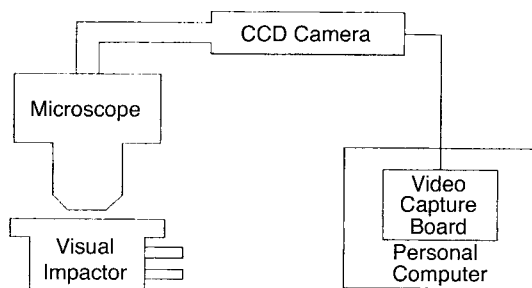 CCD Camera
Microscope
Visual
Impactor
Video
Capture
Board
Personal
Computer